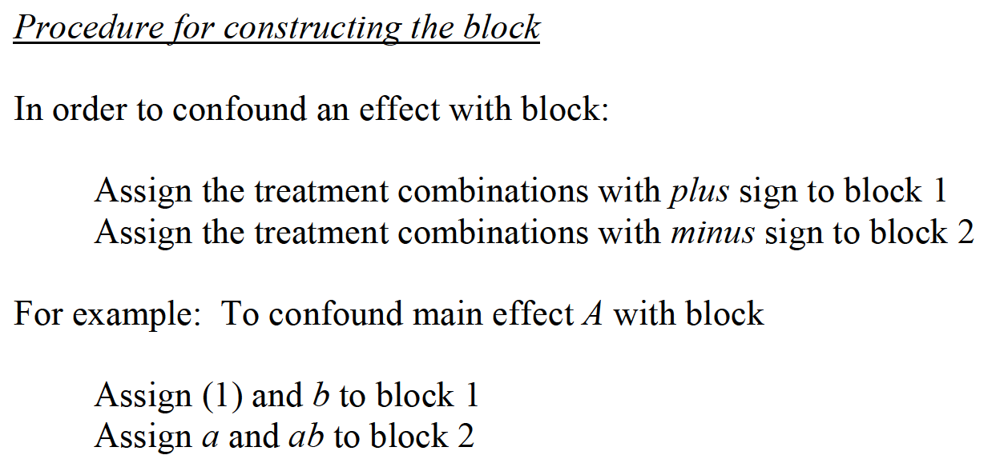 Procedure for constructing the block
In order to confound an effect with block:
Assign the treatment combinations with plus sign to block 1
Assign the treatment combinations with minus sign to block 2
For example: To confound main effect A with block
Assign (1) and b to block 1
Assign a and ab to block 2